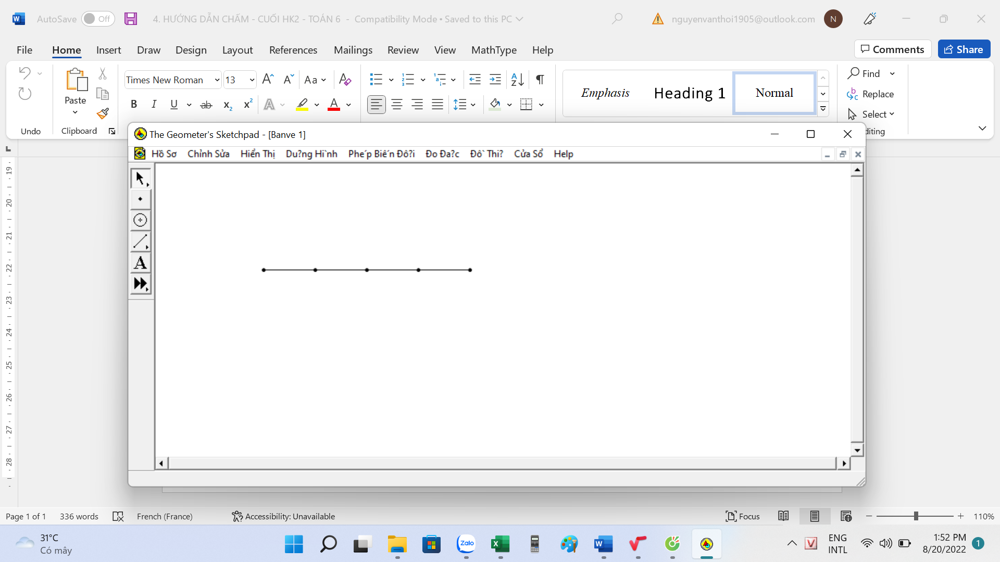 AutoSave Off 4. HƯỚNG DẪN CHẤM - CUỐI HK2 - TOÁN 6 - Compatibility Mode • Saved to this PC nguyenvanthoi1905@outlook.com N
File Home Insert Draw Design Layout References Mailings Review View MathType Help Comments Share
Times New Roman 13 Aa Find
Paste Emphasis Heading 1 Normal Replace
B I U ab x2 x2 A A Select
Undo Clipboard diting
The Geometer's Sketchpad - [Banve 1]
Hồ Sơ Chỉnh Sửa Hiển Thị Du?ng Hi`nh Phe´p Biê´n Đô?i Đo Đa?c Đô` Thi? Cửa Sổ Help
A
19
20
21
22
23
24
25
26
27
28
Page 1 of 1 336 words French (France) Accessibility: Unavailable Focus 110%
31°C
Có mây
Zalo
ENG
INTL
1:52 PM
8/20/2022
1